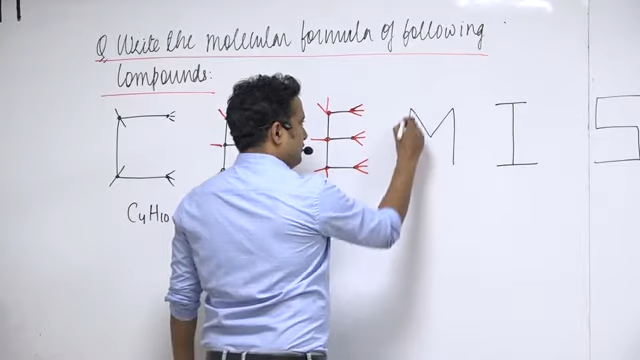 Q Write the molecular formula of following
Compounds:
M I S
C4H10